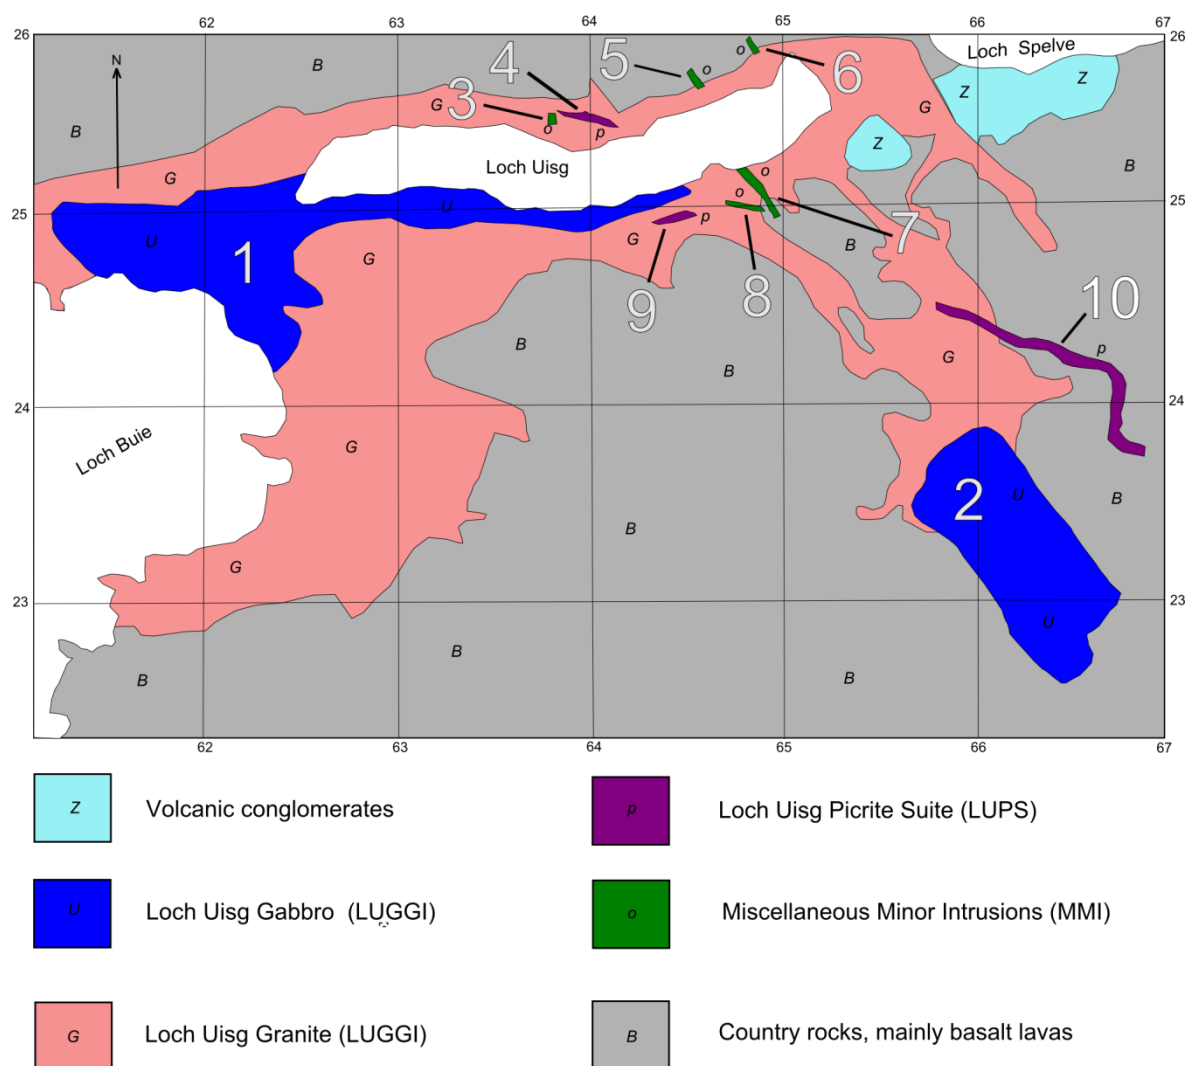 62 63 64 65 66 67
26 26
Loch Spelve
N
B
5
4
6
3
Z Z
G
o
o
B
G
o
p
Z
Loch Uisg
B
G
o
25 25
U
U
o
p
1
G
G
B
7
9
8
10
B
B
G
p
24 24
Loch Buie
G
2
U
B
B
G
23 23
U
B
B
B
62 63 64 65 66 67
Z Volcanic conglomerates
p Loch Uisg Picrite Suite (LUPS)
U Loch Uisg Gabbro (LUGGI)
o Miscellaneous Minor Intrusions (MMI)
G Loch Uisg Granite (LUGGI)
B Country rocks, mainly basalt lavas